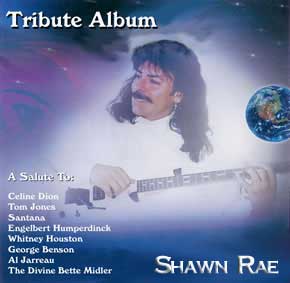 Tribute Album
A Salute To:
Celine Dion
Tom Jones
Santana
Engelbert Humperdinck
Whitney Houston
George Benson
Al Jarreau
The Divine Bette Midler
Shawn Rae